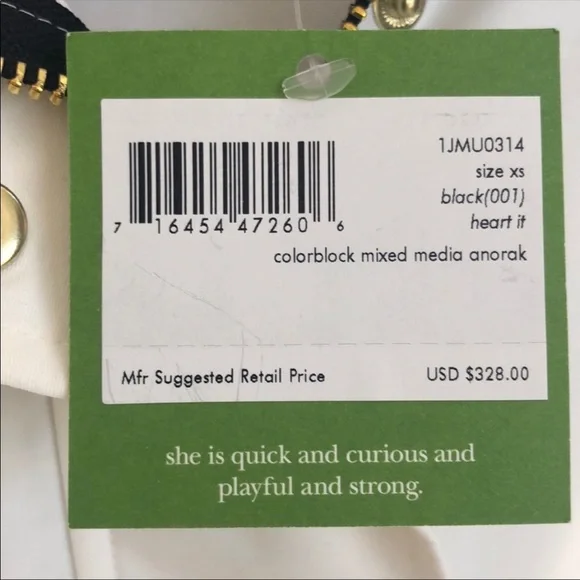 1JMU0314
size xs
black(001)
heart it
7 16454 47260 6
colorblock mixed media anorak
Mfr Suggested Retail Price USD $328.00
she is quick and curious and
playful and strong.